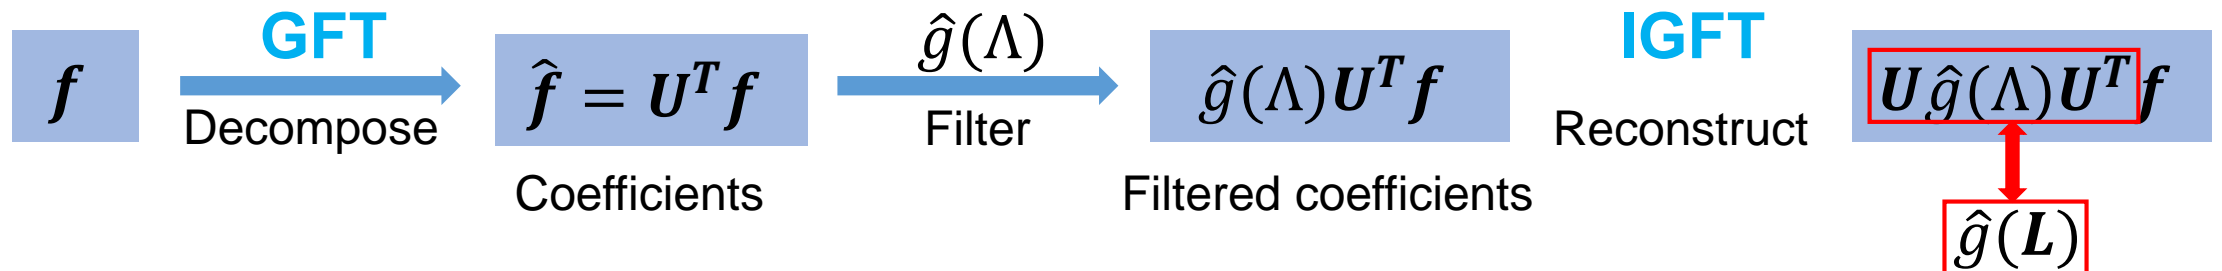 GFT
f
Decompose
f̂ = Uᵀf
Coefficients
ĝ(Λ)
Filter
ĝ(Λ)Uᵀf
Filtered coefficients
IGFT
Reconstruct
Uĝ(Λ)Uᵀf
ĝ(L)